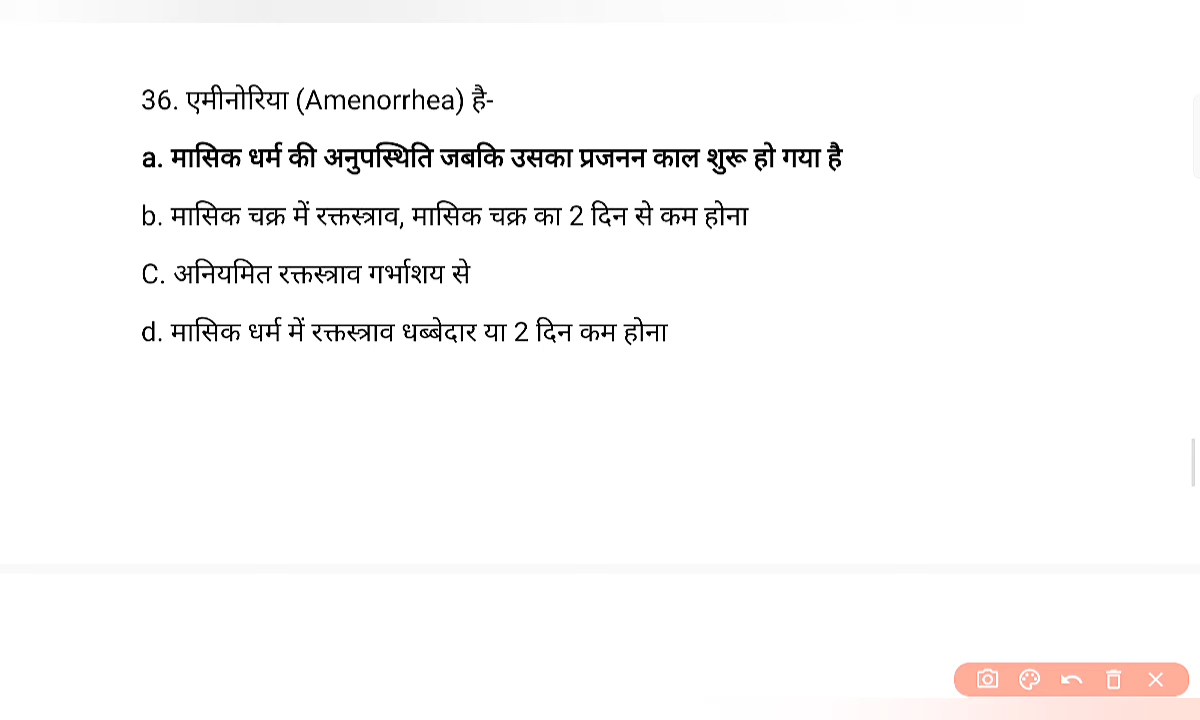 36. एमीनोरिया (Amenorrhea) है-
a. मासिक धर्म की अनुपस्थिति जबकि उसका प्रजनन काल शुरू हो गया है
b. मासिक चक्र में रक्तस्त्राव, मासिक चक्र का 2 दिन से कम होना
C. अनियमित रक्तस्त्राव गर्भाशय से
d. मासिक धर्म में रक्तस्त्राव धब्बेदार या 2 दिन कम होना